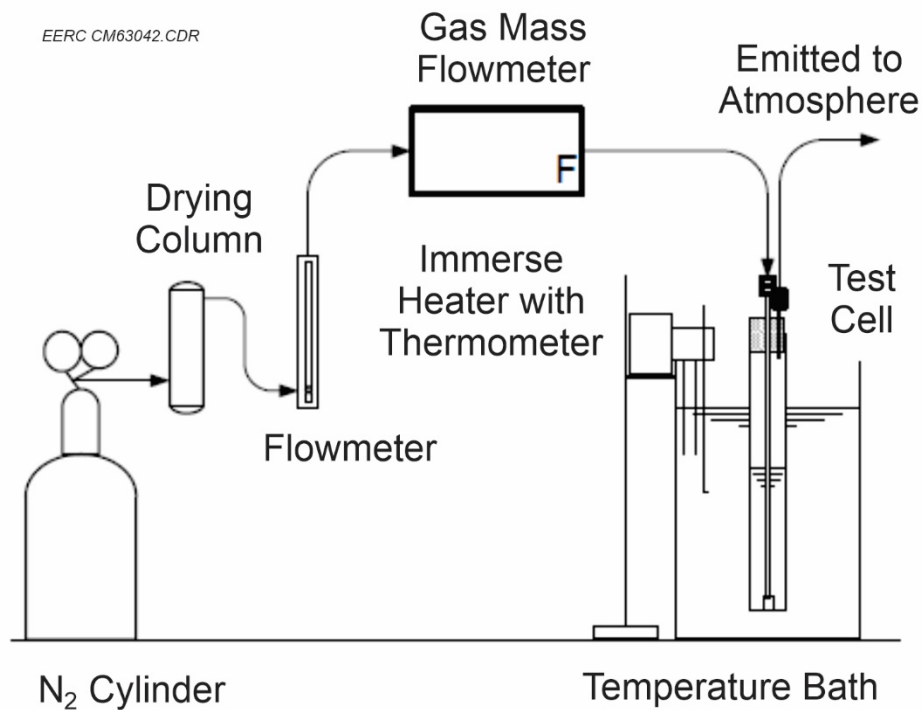 EERC CM63042.CDR
Gas Mass
Flowmeter
Emitted to
Atmosphere
F
Drying
Column
Immerse
Heater with
Thermometer
Test
Cell
Flowmeter
N₂ Cylinder
Temperature Bath